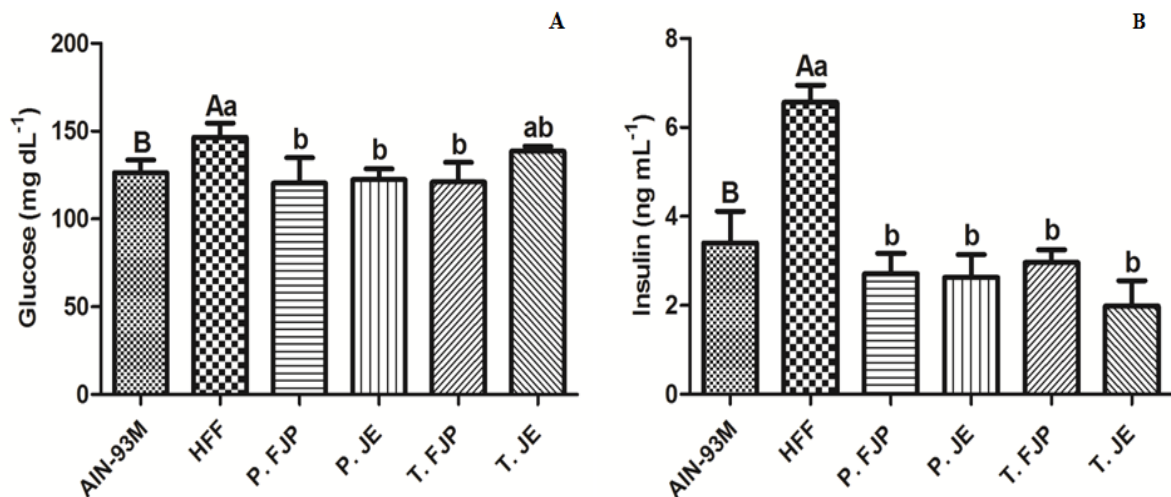 A
Glucose (mg dL-1)
200
150
100
50
0
B
Aa
b
b
b
ab
AIN-93M
HFF
P. FJP
P. JE
T. FJP
T. JE
B
Insulin (ng mL-1)
8
6
4
2
0
B
Aa
b
b
b
b
AIN-93M
HFF
P. FJP
P. JE
T. FJP
T. JE